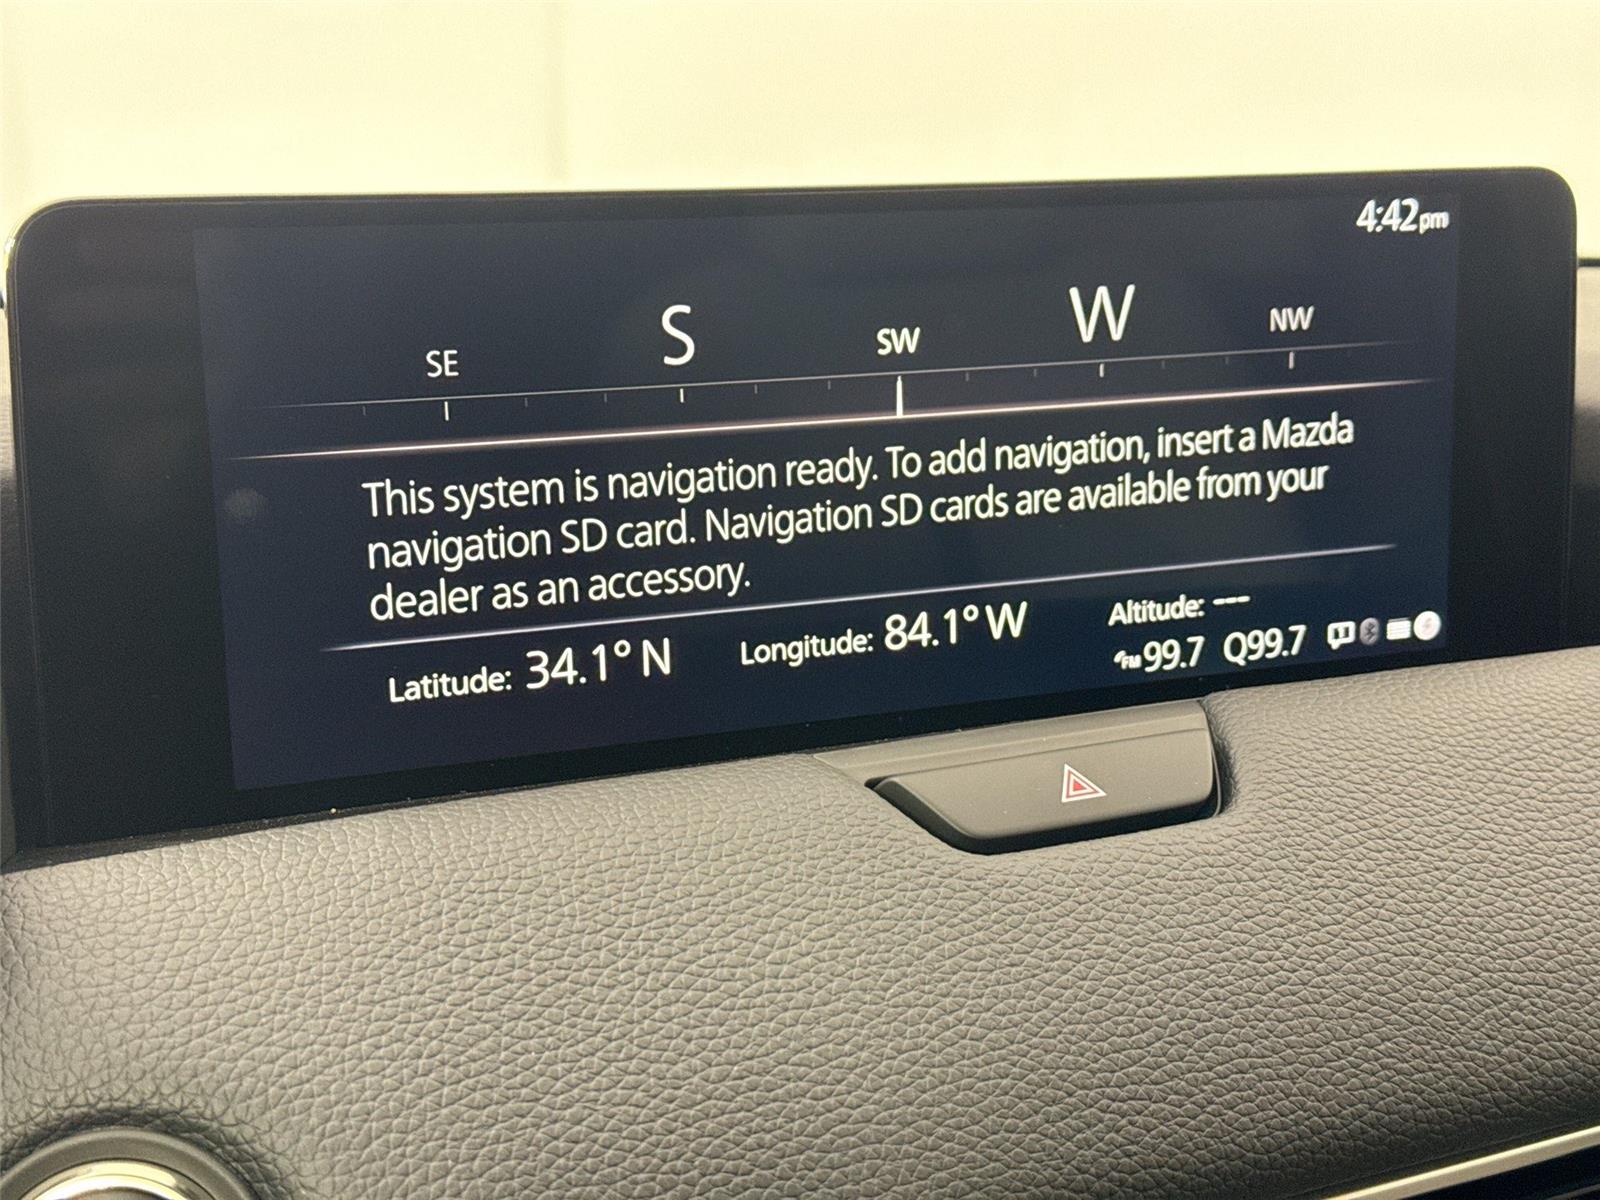 4:42pm
SE S SW W NW
This system is navigation ready. To add navigation, insert a Mazda
navigation SD card. Navigation SD cards are available from your
dealer as an accessory.
Latitude: 34.1° N Longitude: 84.1° W Altitude: ---
FM 99.7 Q99.7